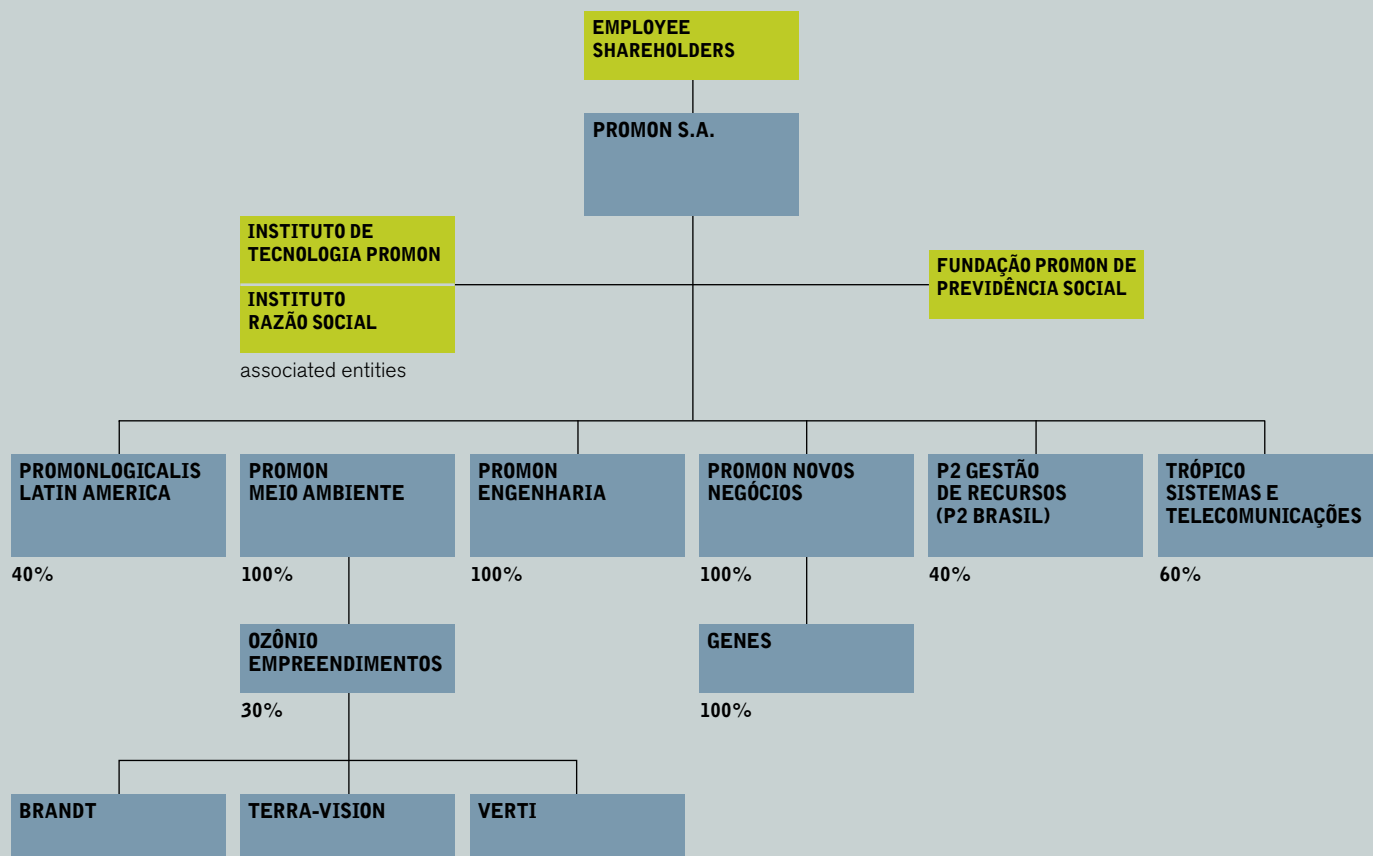 EMPLOYEE
SHAREHOLDERS
PROMON S.A.
INSTITUTO DE
TECNOLOGIA PROMON
INSTITUTO
RAZÃO SOCIAL
associated entities
FUNDAÇÃO PROMON DE
PREVIDÊNCIA SOCIAL
PROMONLOGICALIS
LATIN AMERICA
40%
PROMON
MEIO AMBIENTE
100%
PROMON
ENGENHARIA
100%
PROMON NOVOS
NEGÓCIOS
100%
P2 GESTÃO
DE RECURSOS
(P2 BRASIL)
40%
TRÓPICO
SISTEMAS E
TELECOMUNICAÇÕES
60%
OZÔNIO
EMPREENDIMENTOS
30%
GENES
100%
BRANDT
TERRA-VISION
VERTI